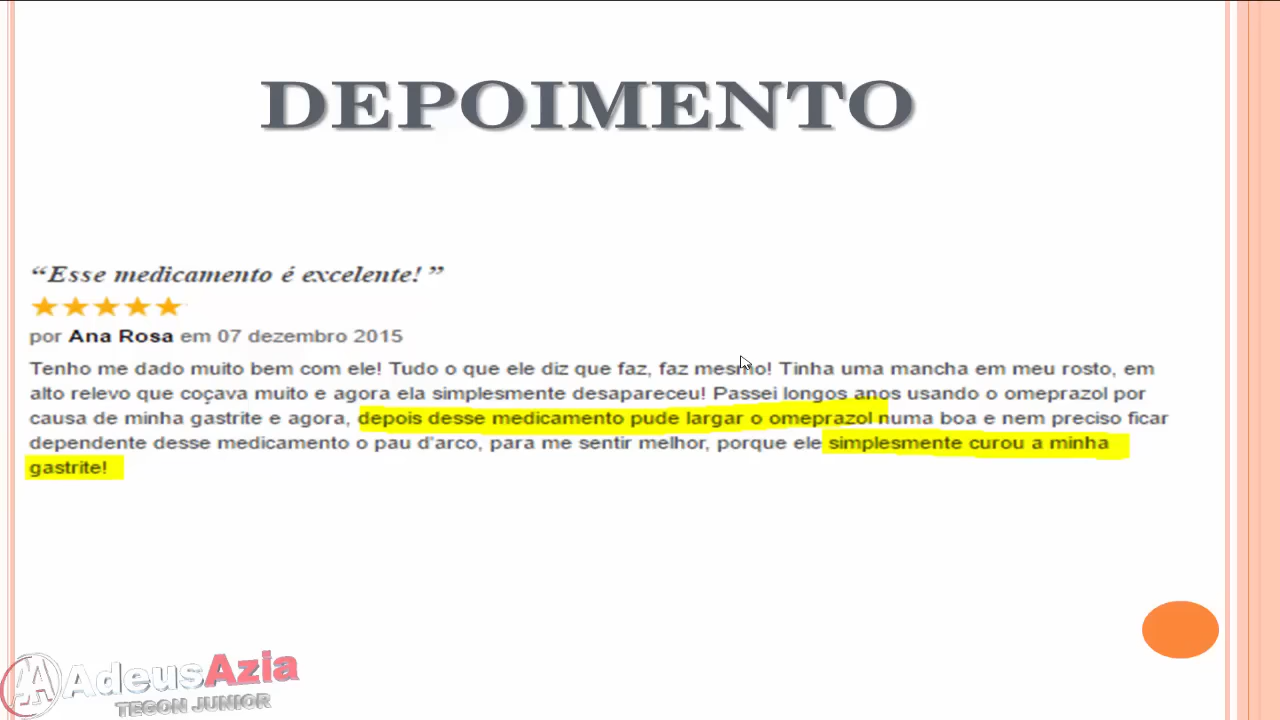 DEPOIMENTO
“Esse medicamento é excelente!”
por Ana Rosa em 07 dezembro 2015
Tenho me dado muito bem com ele! Tudo o que ele diz que faz, faz mesmo! Tinha uma mancha em meu rosto, em
alto relevo que coçava muito e agora ela simplesmente desapareceu! Passei longos anos usando o omeprazol por
causa de minha gastrite e agora, depois desse medicamento pude largar o omeprazol numa boa e nem preciso ficar
dependente desse medicamento o pau d'arco, para me sentir melhor, porque ele simplesmente curou a minha
gastrite!
AdeusAzia
TEGON JUNIOR